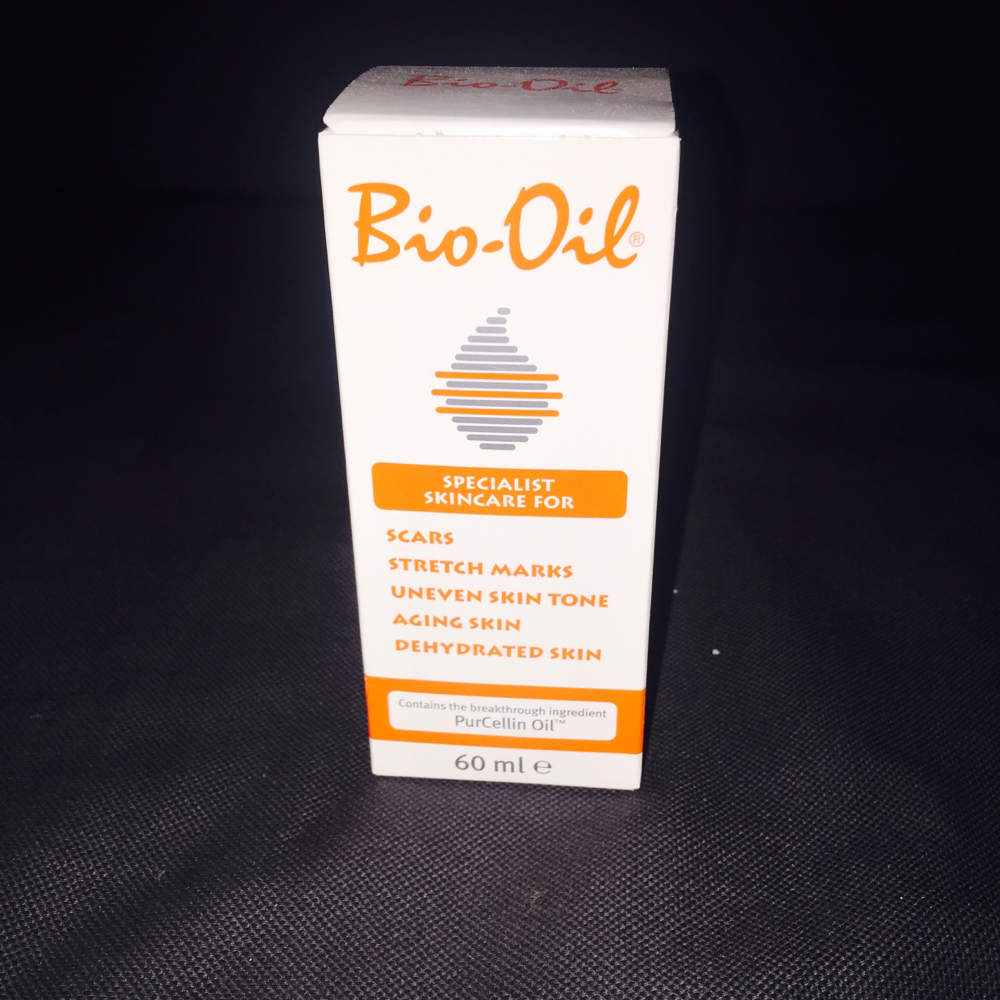 Bio-Oil
Bio-Oil®
SPECIALIST
SKINCARE FOR
SCARS
STRETCH MARKS
UNEVEN SKIN TONE
AGING SKIN
DEHYDRATED SKIN
Contains the breakthrough ingredient
PurCellin Oil™
60 ml ℮